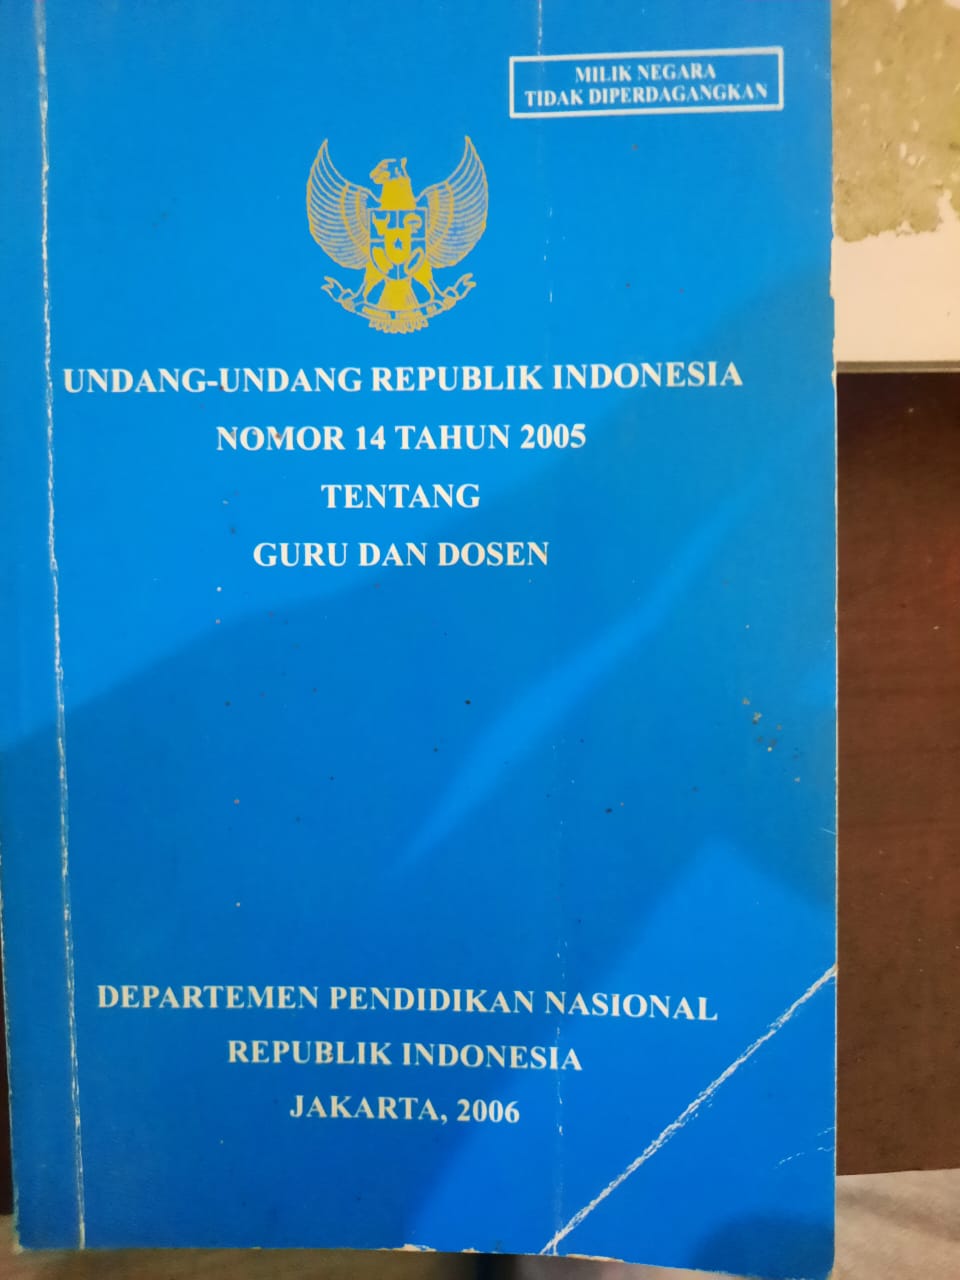 MILIK NEGARA
TIDAK DIPERDAGANGKAN
UNDANG-UNDANG REPUBLIK INDONESIA
NOMOR 14 TAHUN 2005
TENTANG
GURU DAN DOSEN
DEPARTEMEN PENDIDIKAN NASIONAL
REPUBLIK INDONESIA
JAKARTA, 2006